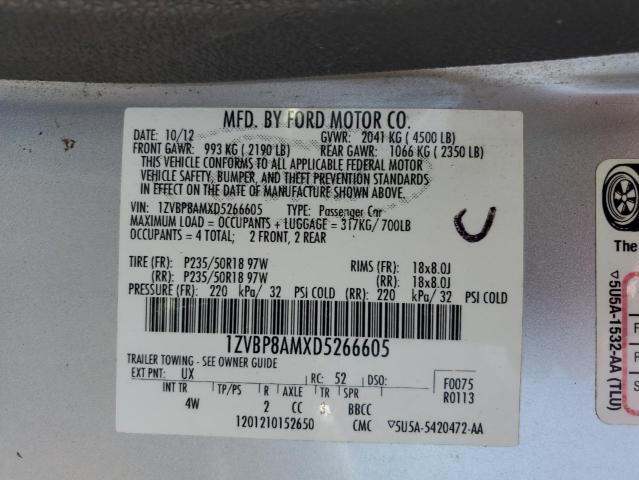 MFD. BY FORD MOTOR CO.
DATE: 10/12 GVWR: 2041 KG ( 4500 LB)
FRONT GAWR: 993 KG ( 2190 LB) REAR GAWR: 1066 KG ( 2350 LB)
THIS VEHICLE CONFORMS TO ALL APPLICABLE FEDERAL MOTOR
VEHICLE SAFETY, BUMPER, AND THEFT PREVENTION STANDARDS
IN EFFECT ON THE DATE OF MANUFACTURE SHOWN ABOVE.
VIN: 1ZVBP8AMXD5266605 TYPE: Passenger Car
MAXIMUM LOAD = OCCUPANTS + LUGGAGE = 317KG/ 700LB
OCCUPANTS = 4 TOTAL; 2 FRONT, 2 REAR
TIRE (FR): P235/50R18 97W RIMS (FR): 18x8.0J
(RR): P235/50R18 97W (RR): 18x8.0J
PRESSURE (FR): 220 kPa/ 32 PSI COLD (RR): 220 kPa/ 32 PSI COLD
1ZVBP8AMXD5266605
TRAILER TOWING - SEE OWNER GUIDE
EXT PNT: UX RC: 52 DSO: F0075
R0113
INT TR TP/PS R AXLE TR SPR
4W 2 CC BBCC
1201210152650 CMC ▽5U5A-5420472-AA
The
▽5U5A-1532-AA (TLU)
F
S